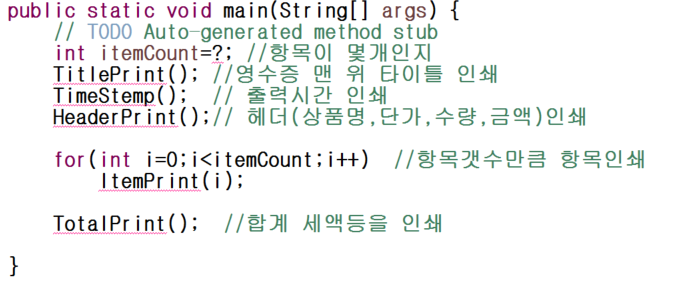 public static void main(String[] args) {
// TODO Auto-generated method stub
int itemCount=?; //항목이 몇개인지
TitlePrint(); //영수증 맨 위 타이틀 인쇄
TimeStemp();  // 출력시간 인쇄
HeaderPrint();// 헤더(상품명,단가,수량,금액)인쇄
for(int i=0;i<itemCount;i++)  //항목갯수만큼 항목인쇄
ItemPrint(i);
TotalPrint();  //합계 세액등을 인쇄
}